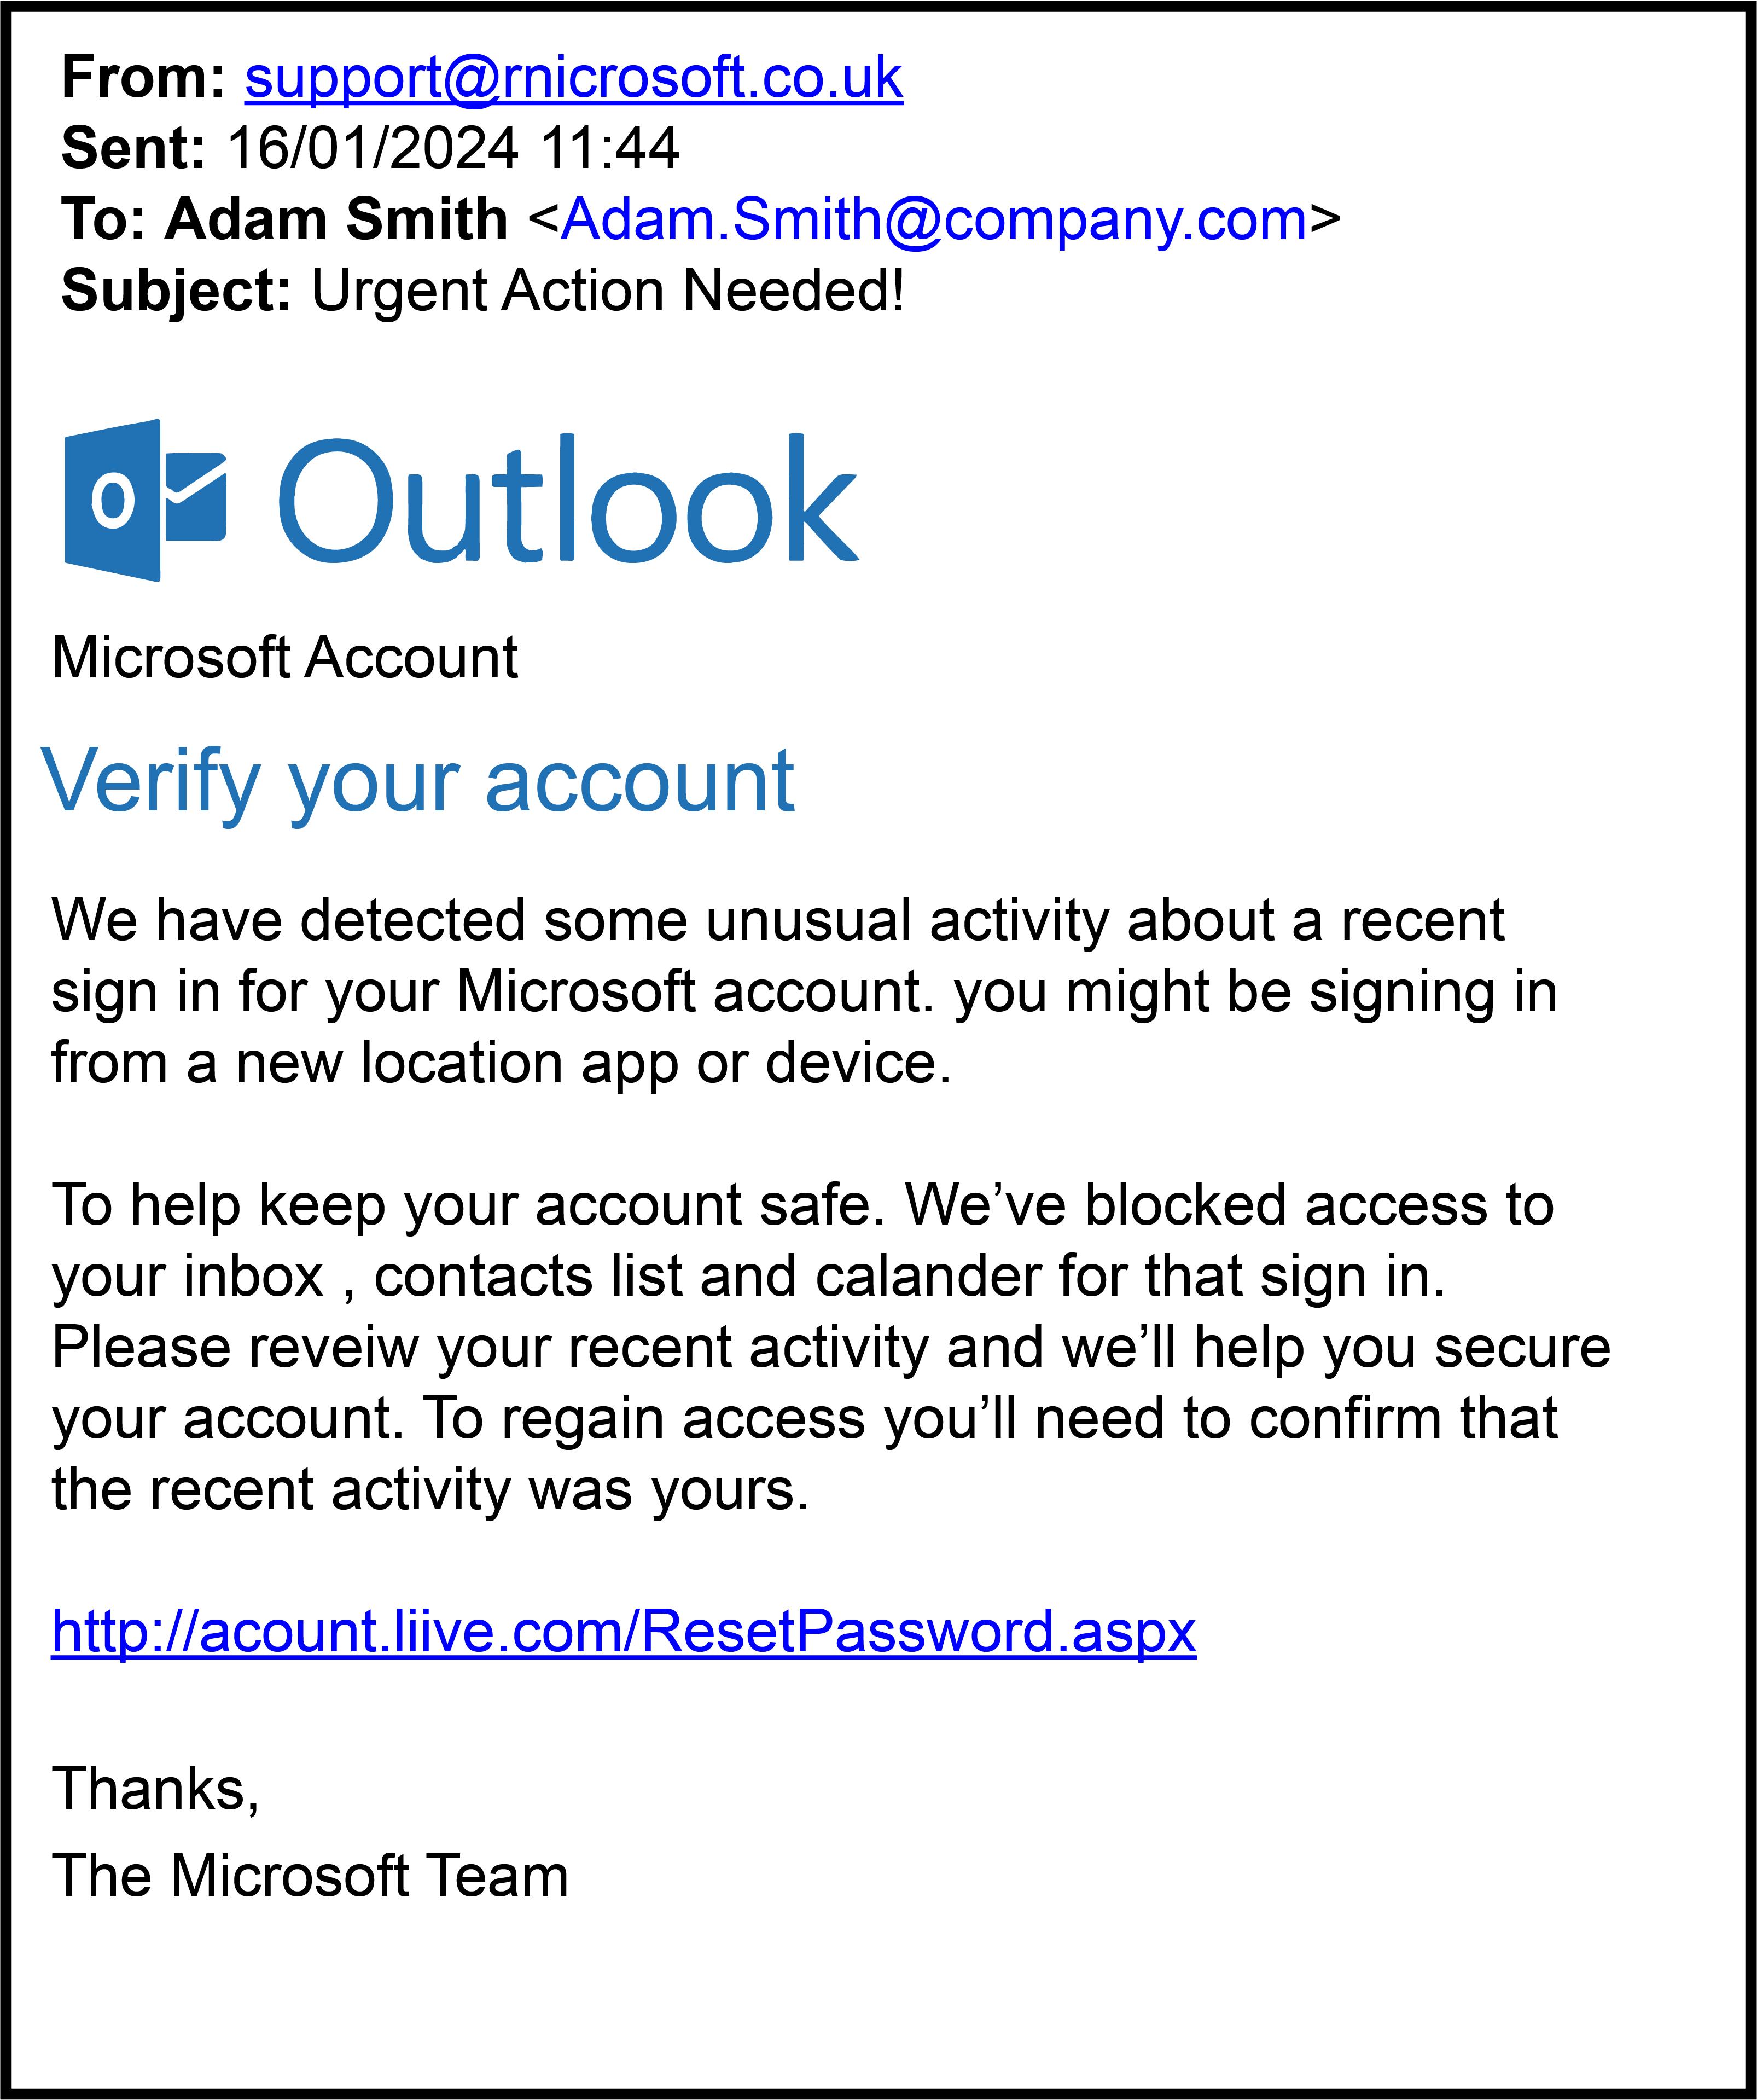 From: support@rnicrosoft.co.uk
Sent: 16/01/2024 11:44
To: Adam Smith <Adam.Smith@company.com>
Subject: Urgent Action Needed!
O Outlook
Microsoft Account
Verify your account
We have detected some unusual activity about a recent
sign in for your Microsoft account. you might be signing in
from a new location app or device.
To help keep your account safe. We’ve blocked access to
your inbox , contacts list and calander for that sign in.
Please reveiw your recent activity and we’ll help you secure
your account. To regain access you’ll need to confirm that
the recent activity was yours.
http://acount.liive.com/ResetPassword.aspx
Thanks,
The Microsoft Team